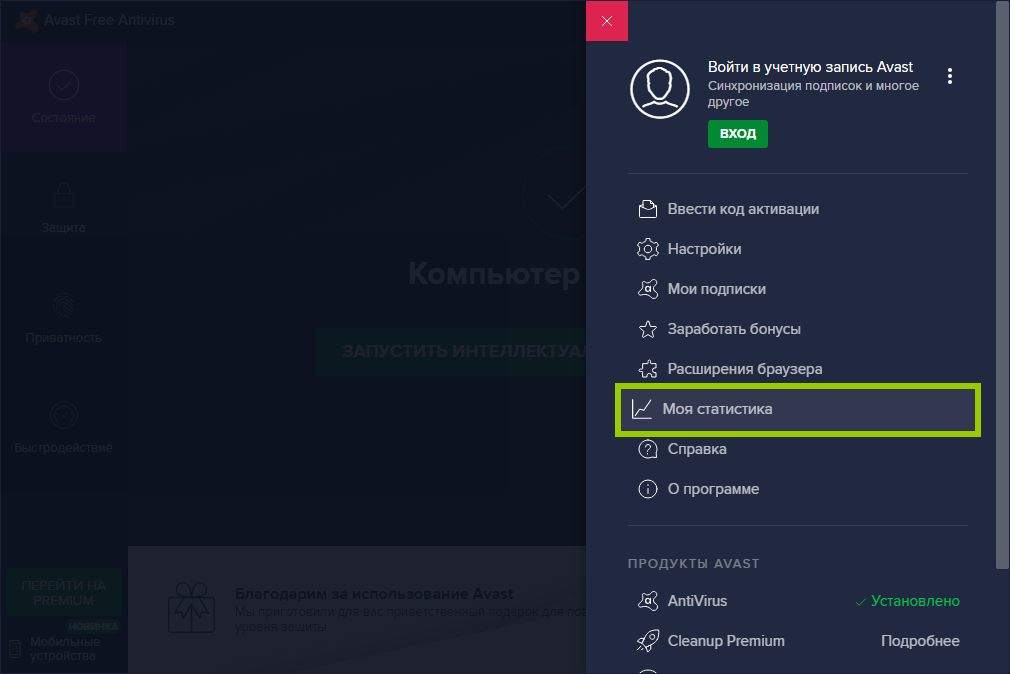 Avast Free Antivirus
Состояние
Защита
Приватность
Быстродействие
ПЕРЕЙТИ НА
PREMIUM
НОВИНКА
Мобильные
устройства
Компьютер
ЗАПУСТИТЬ ИНТЕЛЛЕКТУАЛ
Благодарим за использование Avast
Мы приготовили для вас приветственный подарок для пов
уровня защиты
Войти в учетную запись Avast
Синхронизация подписок и многое
другое
ВХОД
Ввести код активации
Настройки
Мои подписки
Заработать бонусы
Расширения браузера
Моя статистика
Справка
О программе
ПРОДУКТЫ AVAST
AntiVirus
Установлено
Cleanup Premium
Подробнее